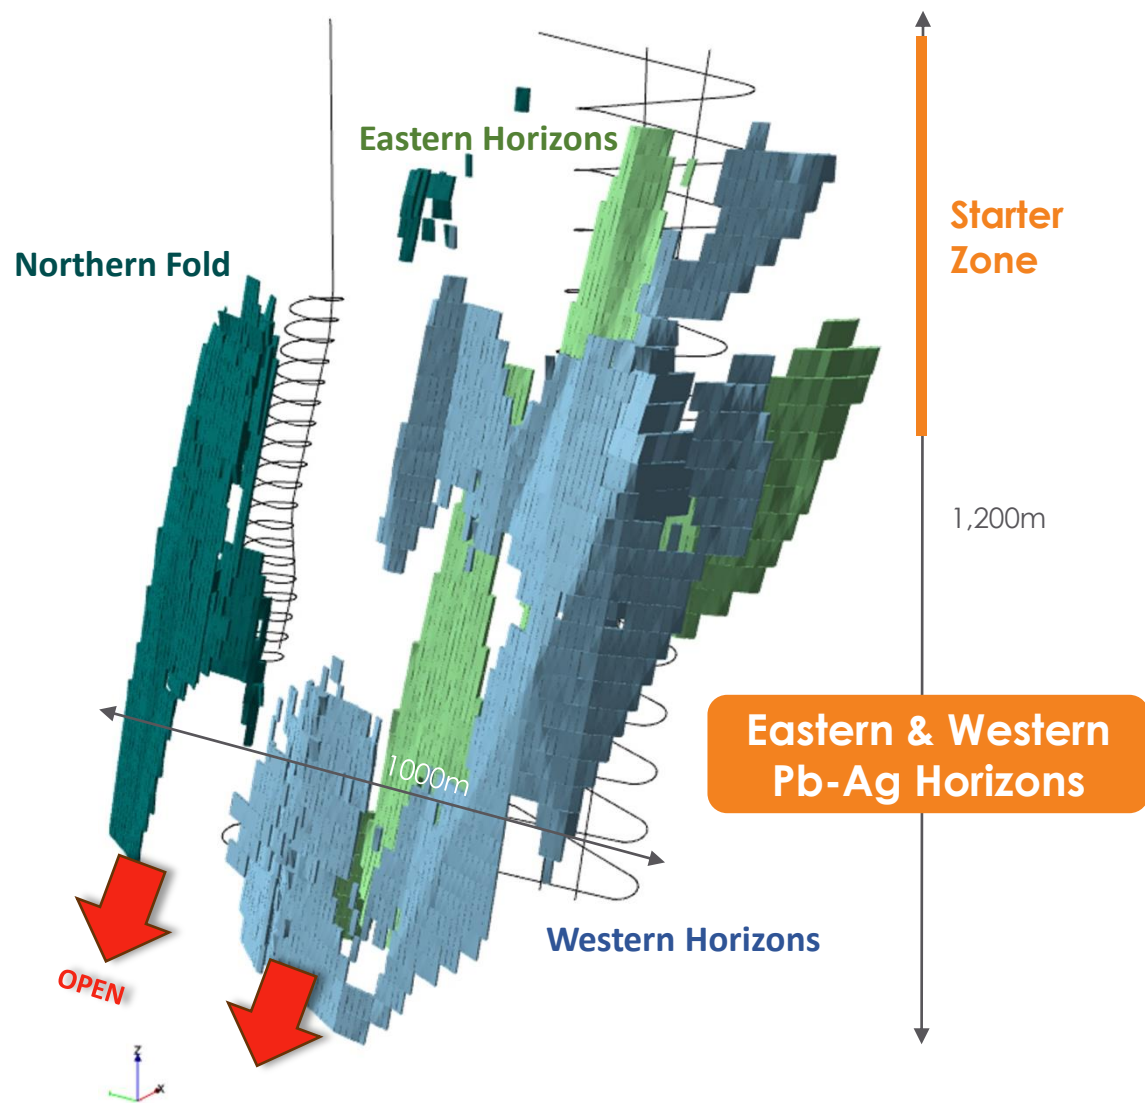 Eastern Horizons
Starter
Zone
Northern Fold
1,200m
Eastern & Western
Pb-Ag Horizons
1000m
Western Horizons
OPEN
Z
X